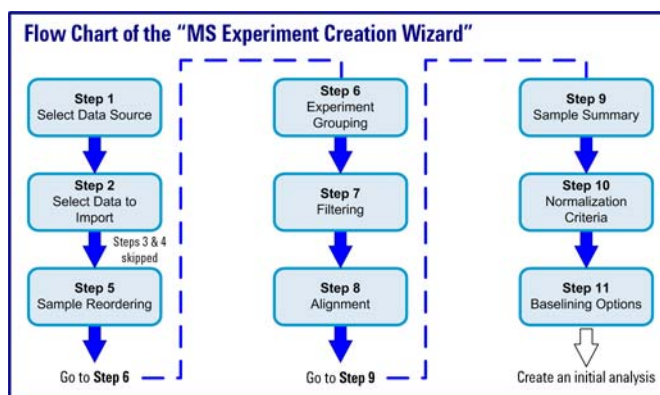 Flow Chart of the “MS Experiment Creation Wizard”
Step 1
Select Data Source
Step 2
Select Data to
Import
Steps 3 & 4
skipped
Step 5
Sample Reordering
Go to Step 6
Step 6
Experiment
Grouping
Step 7
Filtering
Step 8
Alignment
Go to Step 9
Step 9
Sample Summary
Step 10
Normalization
Criteria
Step 11
Baselining Options
Create an initial analysis